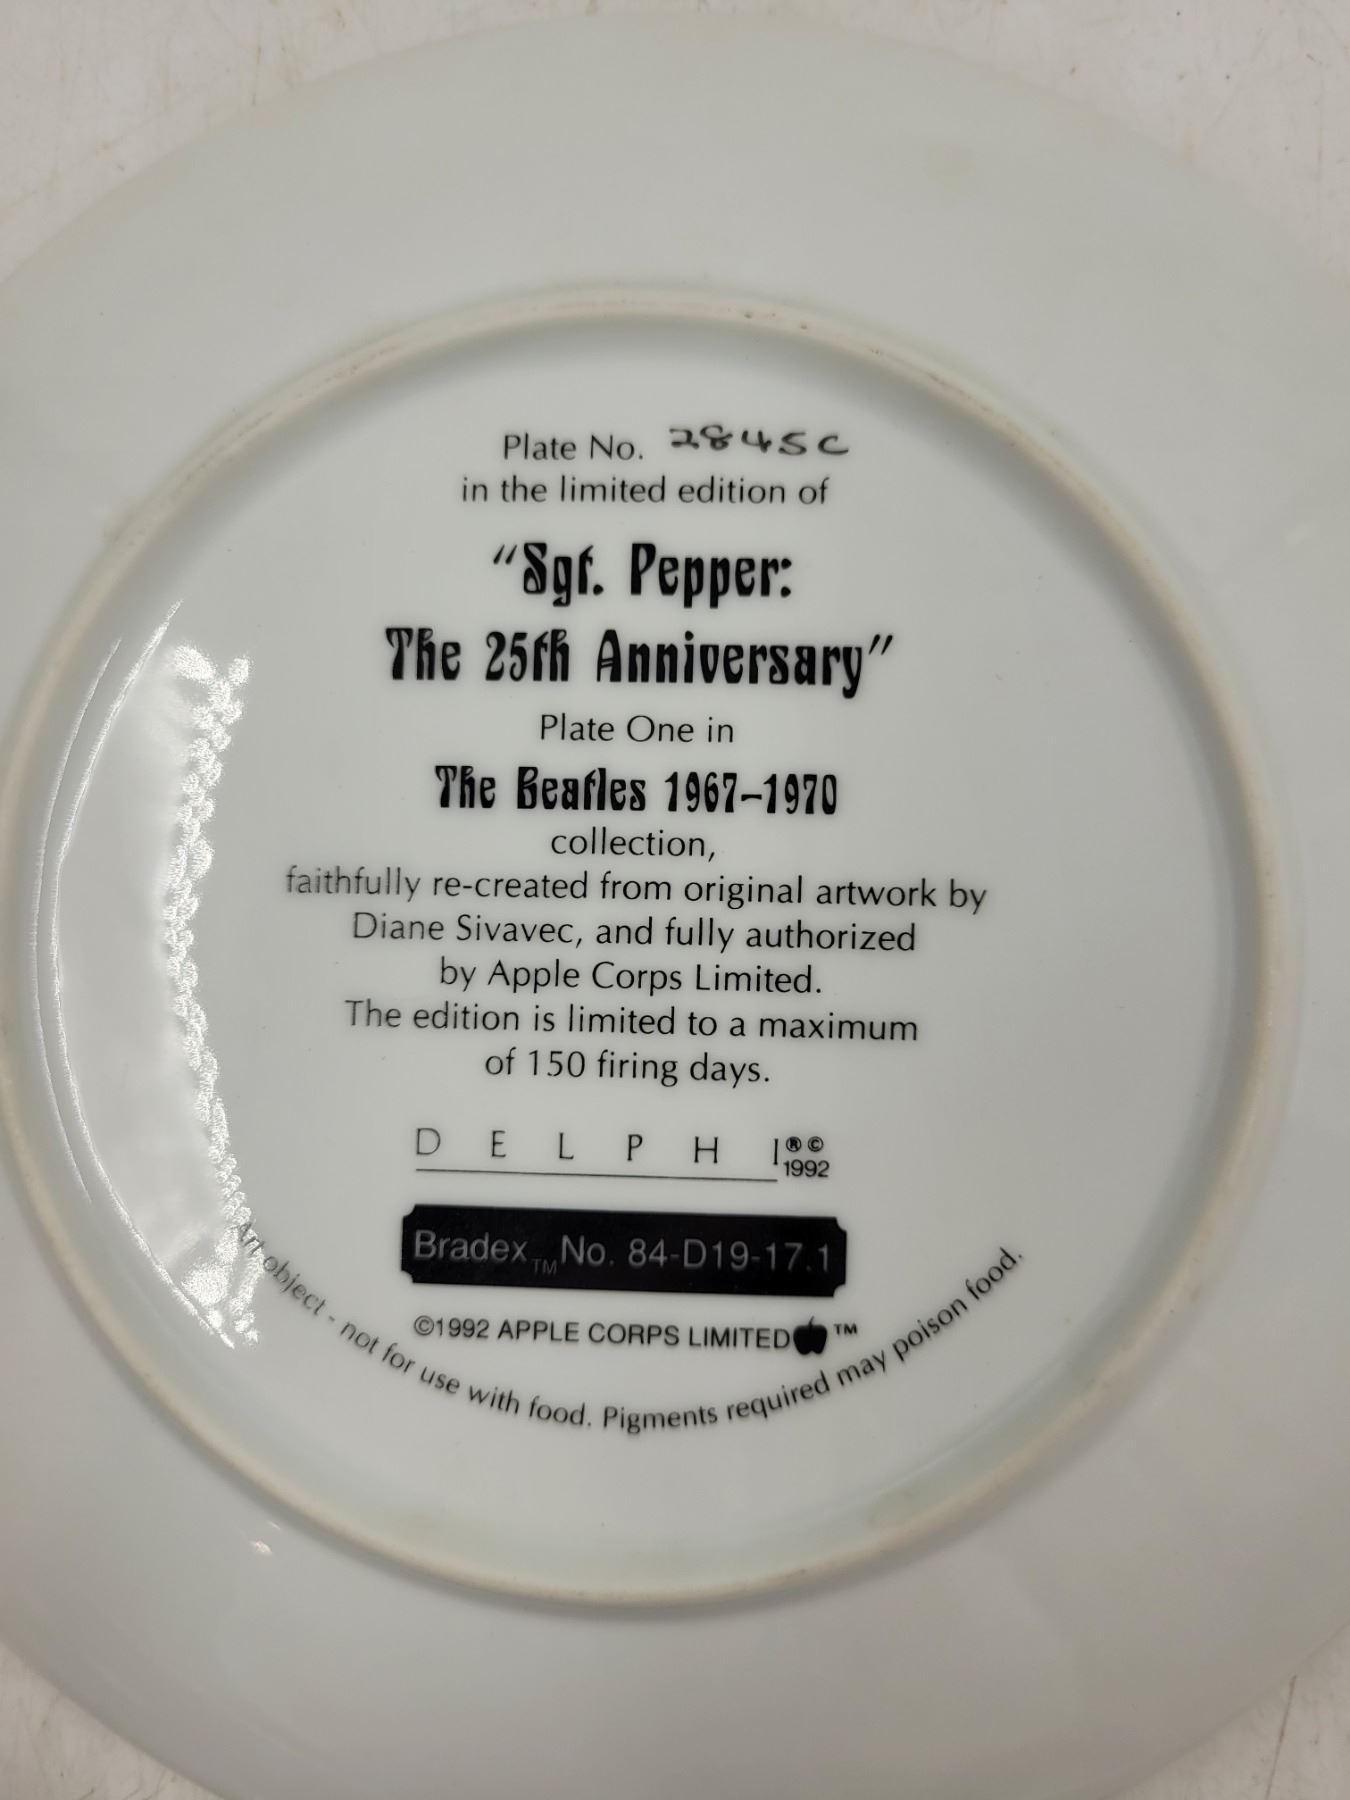 Plate No. 2845C
in the limited edition of
"Sgt. Pepper:
The 25th Anniversary"
Plate One in
The Beatles 1967–1970
collection,
faithfully re-created from original artwork by
Diane Sivavec, and fully authorized
by Apple Corps Limited.
The edition is limited to a maximum
of 150 firing days.
DELPHI®©
1992
Bradex™ No. 84-D19-17.1
©1992 APPLE CORPS LIMITED ™
Art object - not for use with food. Pigments required may poison food.